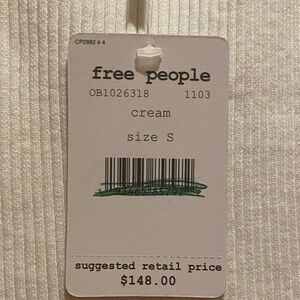 CP2882 4 4
free people
OB1026318 1103
cream
size S
suggested retail price
$148.00